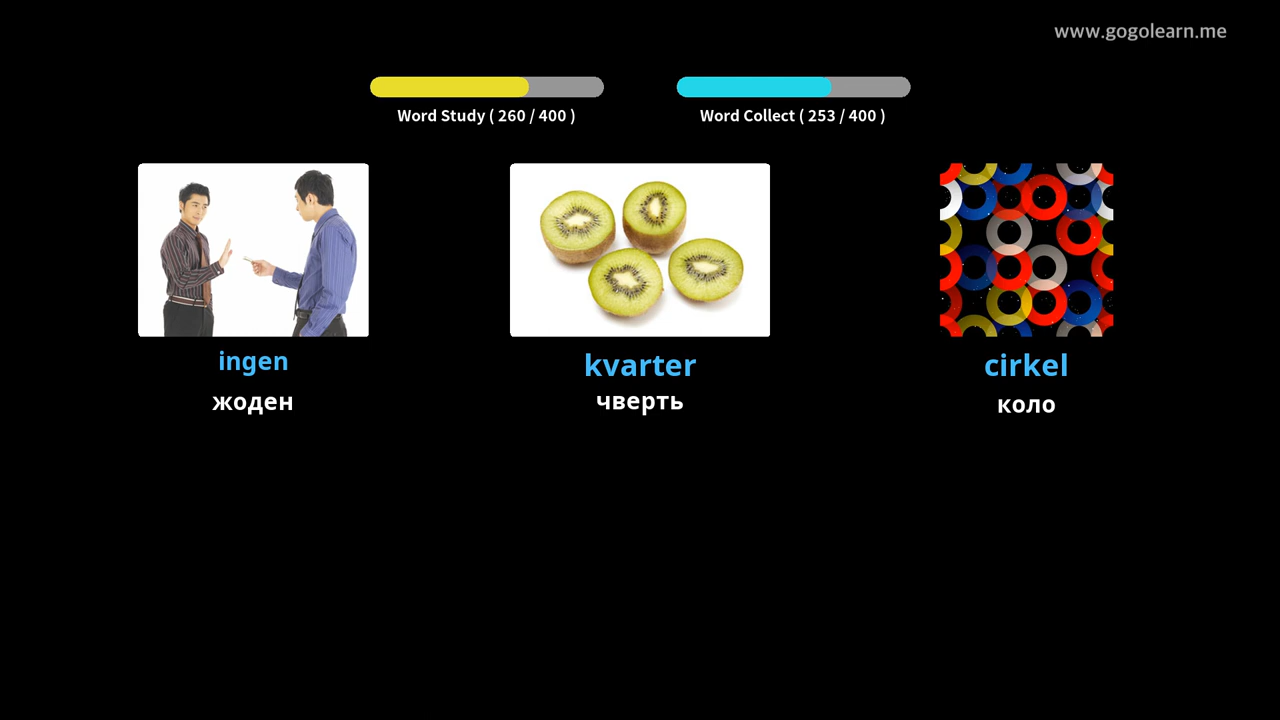 www.gogolearn.me
Word Study ( 260 / 400 )
Word Collect ( 253 / 400 )
ingen
kvarter
cirkel
жоден
чверть
коло